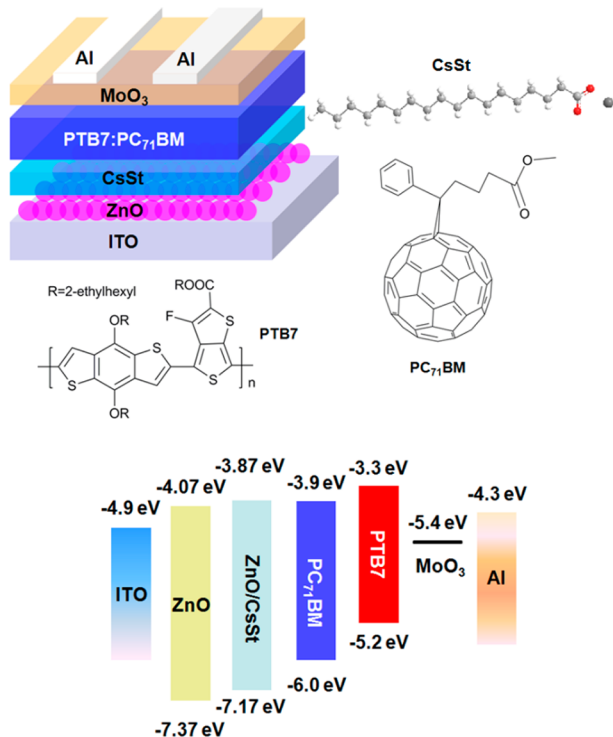 Al
Al
MoO3
PTB7:PC71BM
CsSt
ZnO
ITO
CsSt
O
O
PC71BM
R=2-ethylhexyl
ROOC
F
S
OR
S
S
S
OR
n
PTB7
-4.9 eV
-4.07 eV
-3.87 eV
-3.9 eV
-3.3 eV
-5.4 eV
-4.3 eV
ITO
ZnO
ZnO/CsSt
PC71BM
PTB7
MoO3
Al
-5.2 eV
-6.0 eV
-7.17 eV
-7.37 eV